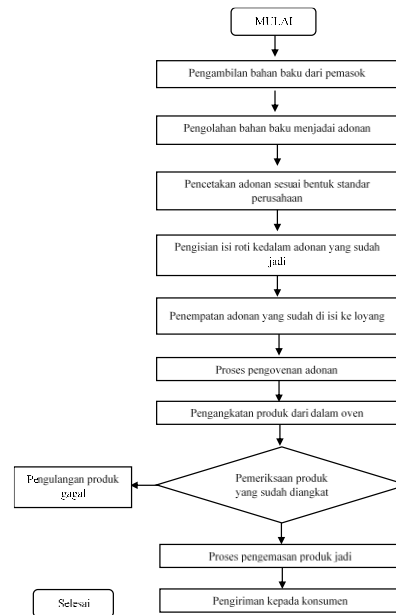 MULAI
Pengambilan bahan baku dari pemasok
Pengolahan bahan baku menjadai adonan
Pencetakan adonan sesuai bentuk standar
perusahaan
Pengisian isi roti kedalam adonan yang sudah
jadi
Penempatan adonan yang sudah di isi ke loyang
Proses pengovenan adonan
Pengangkatan produk dari dalam oven
Pemeriksaan produk
yang sudah diangkat
Pengulangan produk
gagal
Proses pengemasan produk jadi
Pengiriman kepada konsumen
Selesai